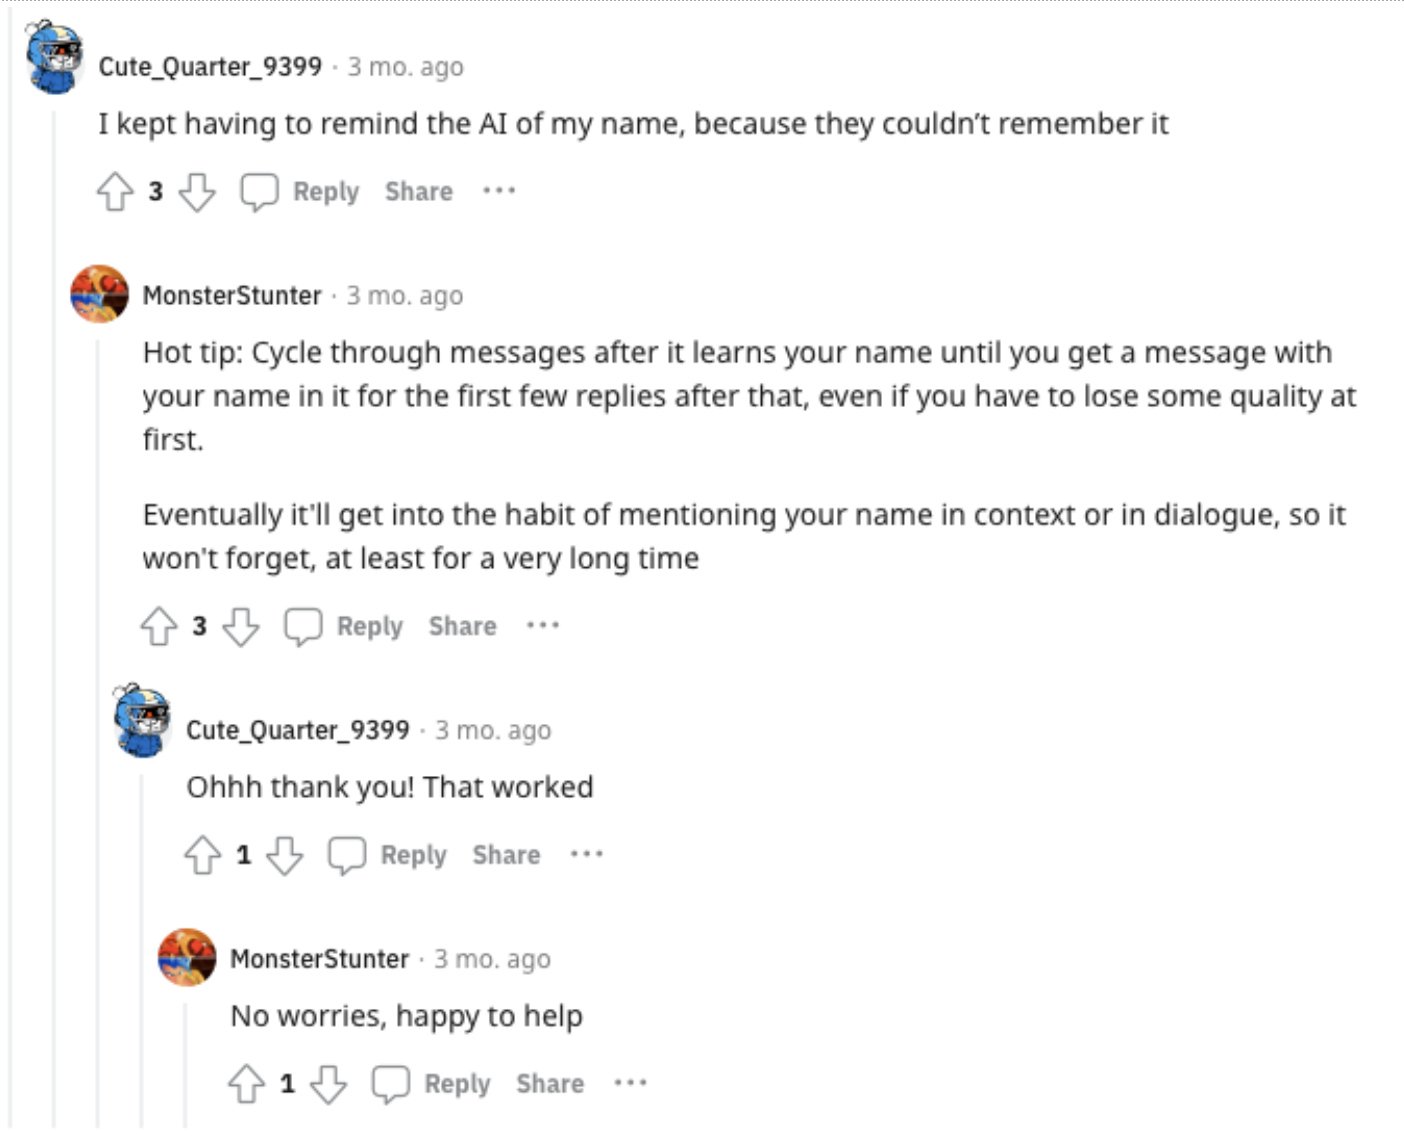 Cute_Quarter_9399 · 3 mo. ago
I kept having to remind the AI of my name, because they couldn’t remember it
3 Reply Share ···
MonsterStunter · 3 mo. ago
Hot tip: Cycle through messages after it learns your name until you get a message with
your name in it for the first few replies after that, even if you have to lose some quality at
first.
Eventually it'll get into the habit of mentioning your name in context or in dialogue, so it
won't forget, at least for a very long time
3 Reply Share ···
Cute_Quarter_9399 · 3 mo. ago
Ohhh thank you! That worked
1 Reply Share ···
MonsterStunter · 3 mo. ago
No worries, happy to help
1 Reply Share ···